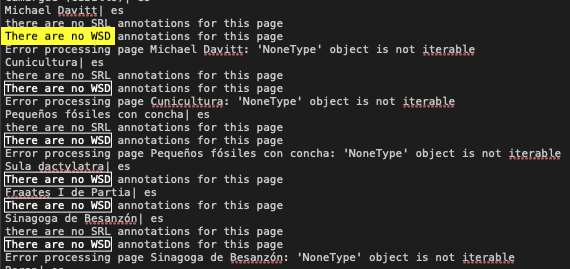 Michael Davitt| es
there are no SRL annotations for this page
There are no WSD annotations for this page
Error processing page Michael Davitt: 'NoneType' object is not iterable
Cunicultura| es
there are no SRL annotations for this page
There are no WSD annotations for this page
Error processing page Cunicultura: 'NoneType' object is not iterable
Pequeños fósiles con concha| es
there are no SRL annotations for this page
There are no WSD annotations for this page
Error processing page Pequeños fósiles con concha: 'NoneType' object is not iterable
Sula dactylatra| es
There are no WSD annotations for this page
Fraates I de Partia| es
There are no WSD annotations for this page
Sinagoga de Besanzón| es
there are no SRL annotations for this page
There are no WSD annotations for this page
Error processing page Sinagoga de Besanzón: 'NoneType' object is not iterable